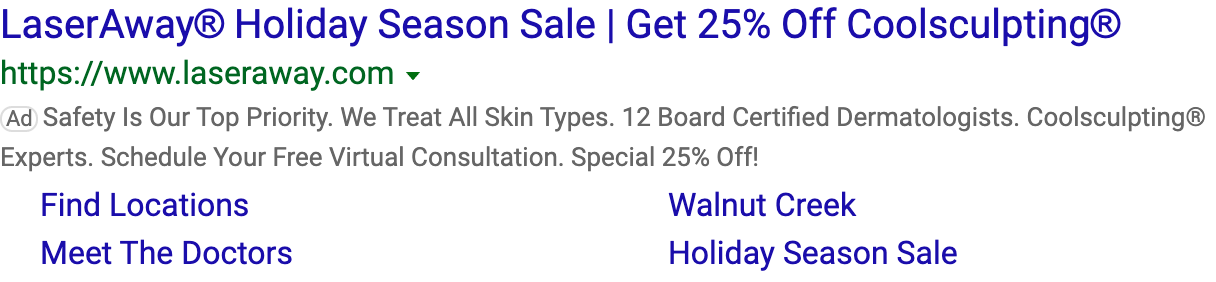 LaserAway® Holiday Season Sale | Get 25% Off Coolsculpting®
https://www.laseraway.com
Ad Safety Is Our Top Priority. We Treat All Skin Types. 12 Board Certified Dermatologists. Coolsculpting®
Experts. Schedule Your Free Virtual Consultation. Special 25% Off!
Find Locations Walnut Creek
Meet The Doctors Holiday Season Sale